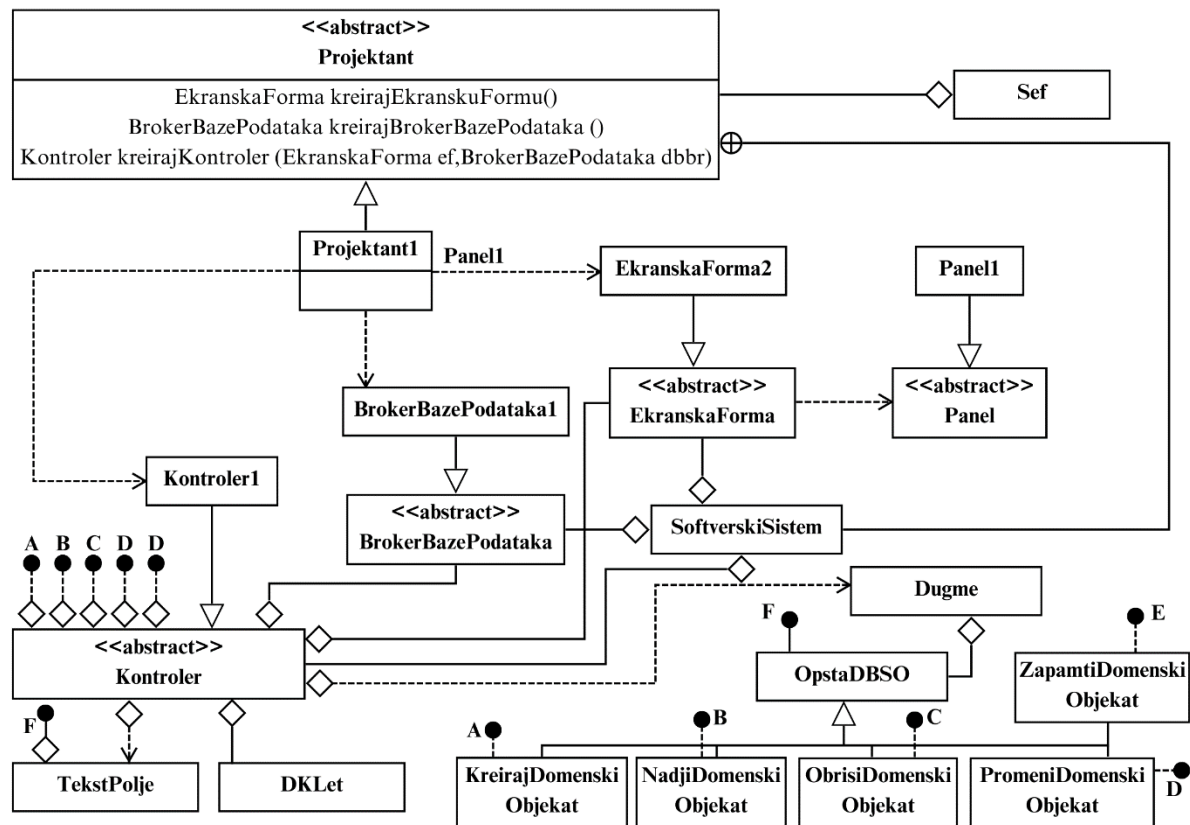 <<abstract>>
Projektant
EkranskaForma kreirajEkranskuFormu()
BrokerBazePodataka kreirajBrokerBazePodataka ()
Kontroler kreirajKontroler (EkranskaForma ef,BrokerBazePodataka dbbr)
Sef
Projektant1
Panel1
EkranskaForma2
Panel1
<<abstract>>
EkranskaForma
<<abstract>>
Panel
BrokerBazePodataka1
Kontroler1
<<abstract>>
BrokerBazePodataka
SoftverskiSistem
A
B
C
D
D
Dugme
<<abstract>>
Kontroler
F
OpstaDBSO
E
ZapamtiDomenski
Objekat
F
TekstPolje
DKLet
A
B
C
KreirajDomenski
Objekat
NadjiDomenski
Objekat
ObrisiDomenski
Objekat
PromeniDomenski
Objekat
D